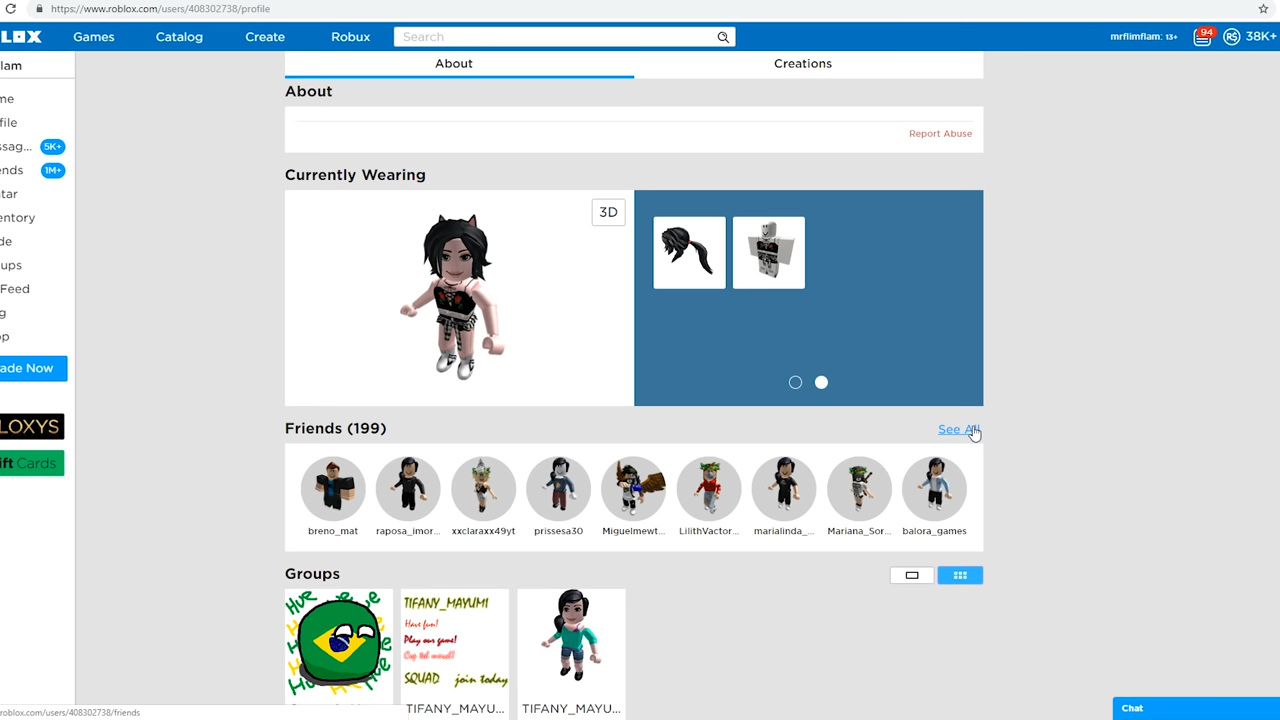 https://www.roblox.com/users/408302738/profile
LOX
Games
Catalog
Create
Robux
Search
mrflimflam: 13+
94
R$
38K+
lam
me
file
ssag... 5K+
ends 1M+
tar
entory
de
ups
Feed
g
p
ade Now
LOXYS
ift Cards
About
Creations
About
Report Abuse
Currently Wearing
3D
Friends (199)
See All
breno_mat
raposa_imor...
xxclaraxx49yt
prissesa30
Miguelmewt...
LilithVactor...
marialinda_...
Mariana_Sor...
balora_games
Groups
TIFANY_MAYUMI
Have fun!
Play our game!
SQUAD join today
TIFANY_MAYU...
TIFANY_MAYU...
roblox.com/users/408302738/friends
Chat